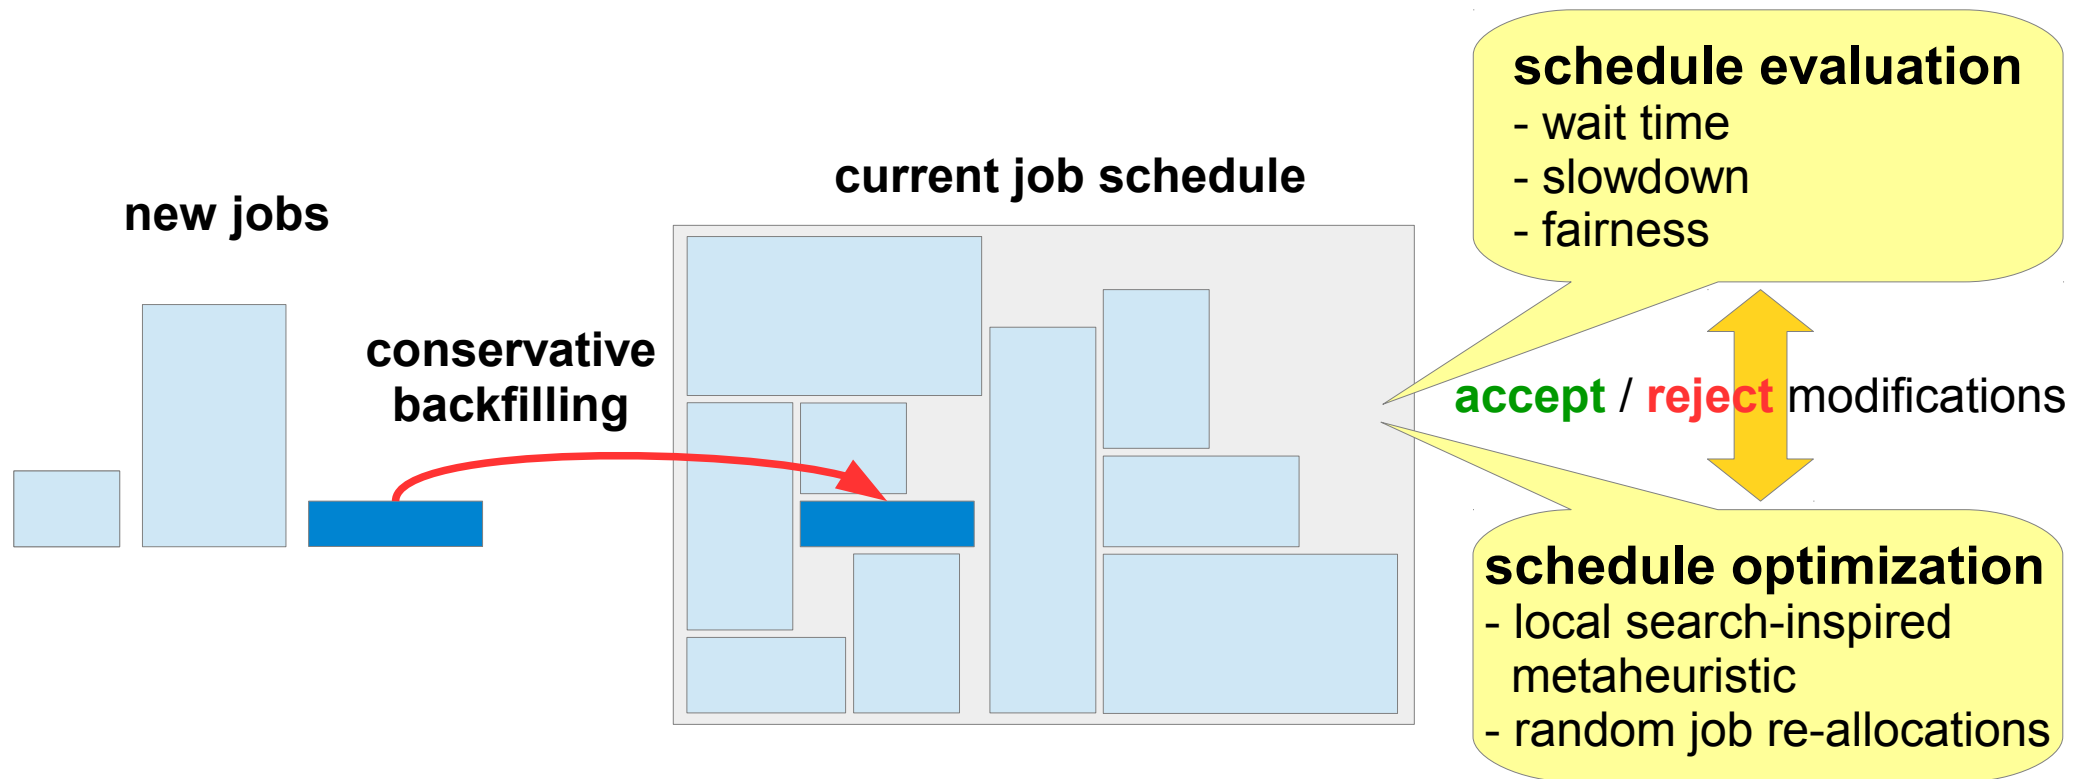 new jobs
conservative
backfilling
current job schedule
schedule evaluation
- wait time
- slowdown
- fairness
accept / reject modifications
schedule optimization
- local search-inspired
metaheuristic
- random job re-allocations